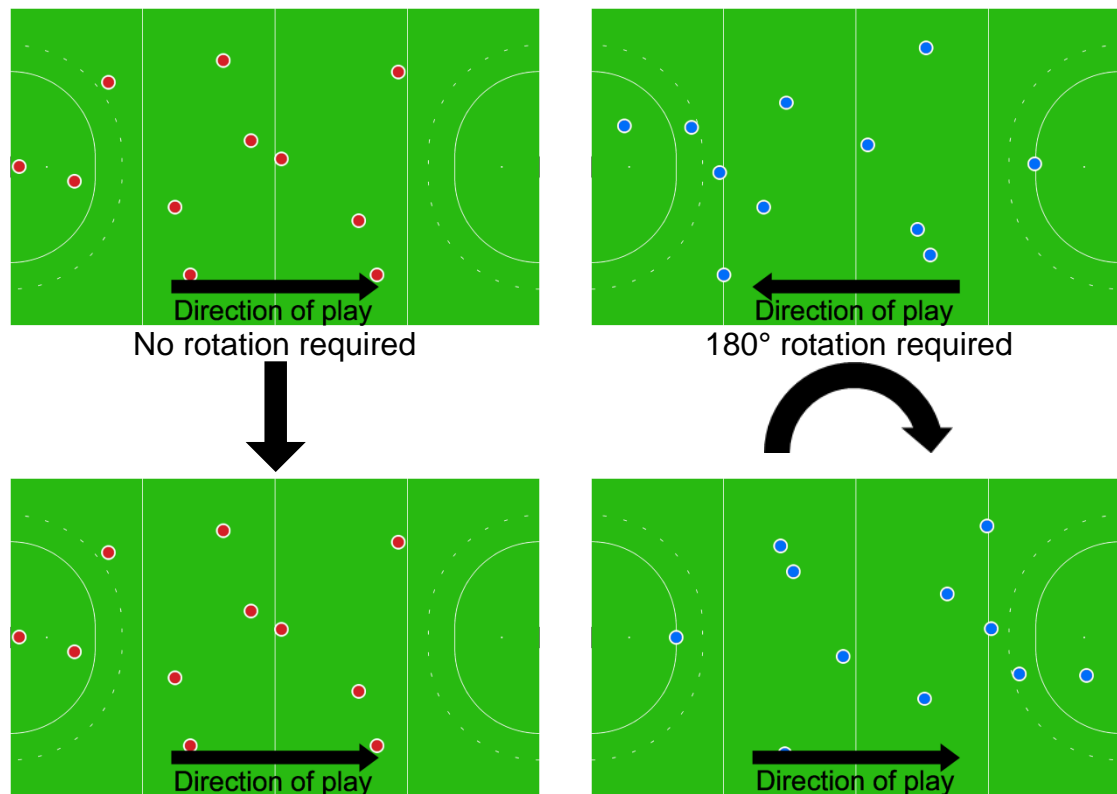 Direction of play
Direction of play
No rotation required
180° rotation required
Direction of play
Direction of play